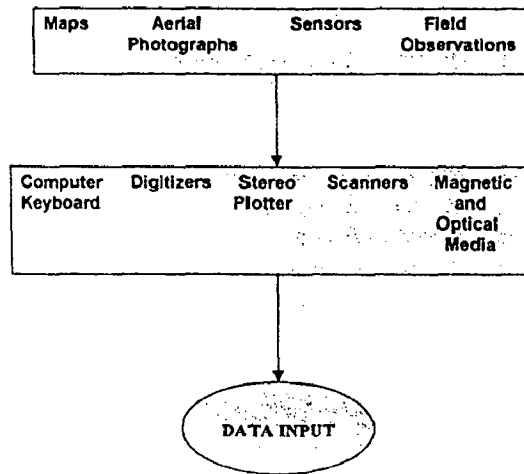 Maps Aerial Photographs Sensors Field Observations
Computer Keyboard Digitizers Stereo Plotter Scanners Magnetic and Optical Media
DATA INPUT